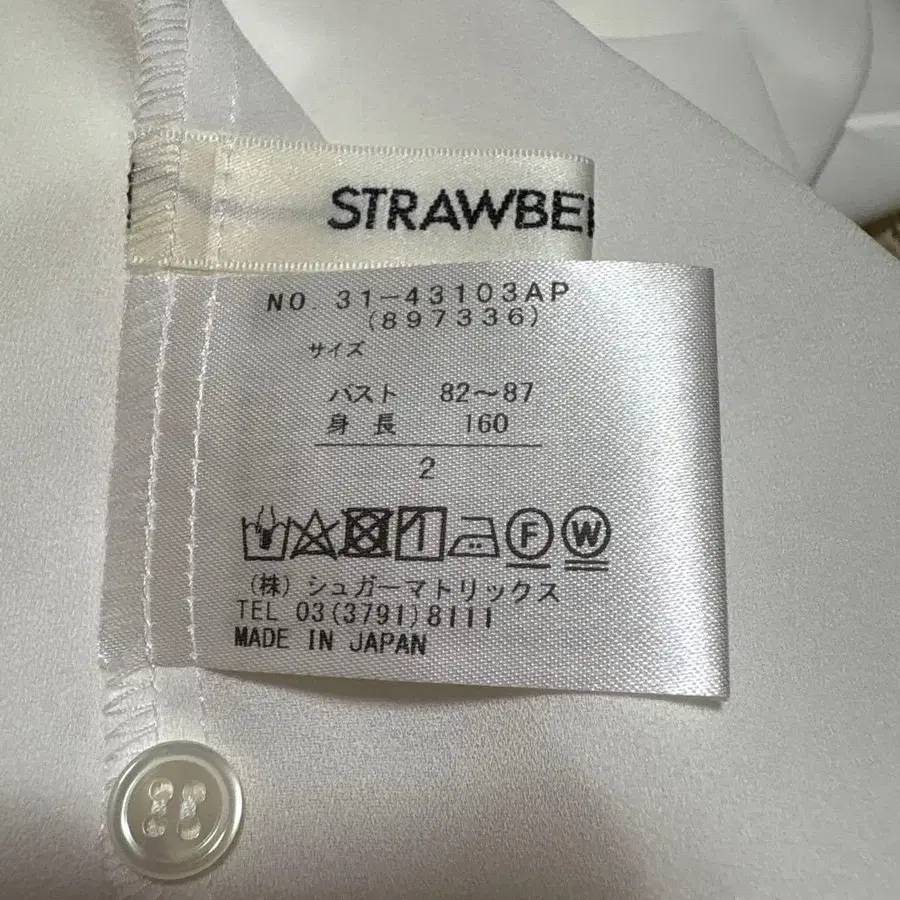 STRAWBE
NO. 31-43103AP
(897336)
サイズ
バスト 82~87
身長 160
2
F W
(株)シュガーマトリックス
TEL 03(3791)8111
MADE IN JAPAN